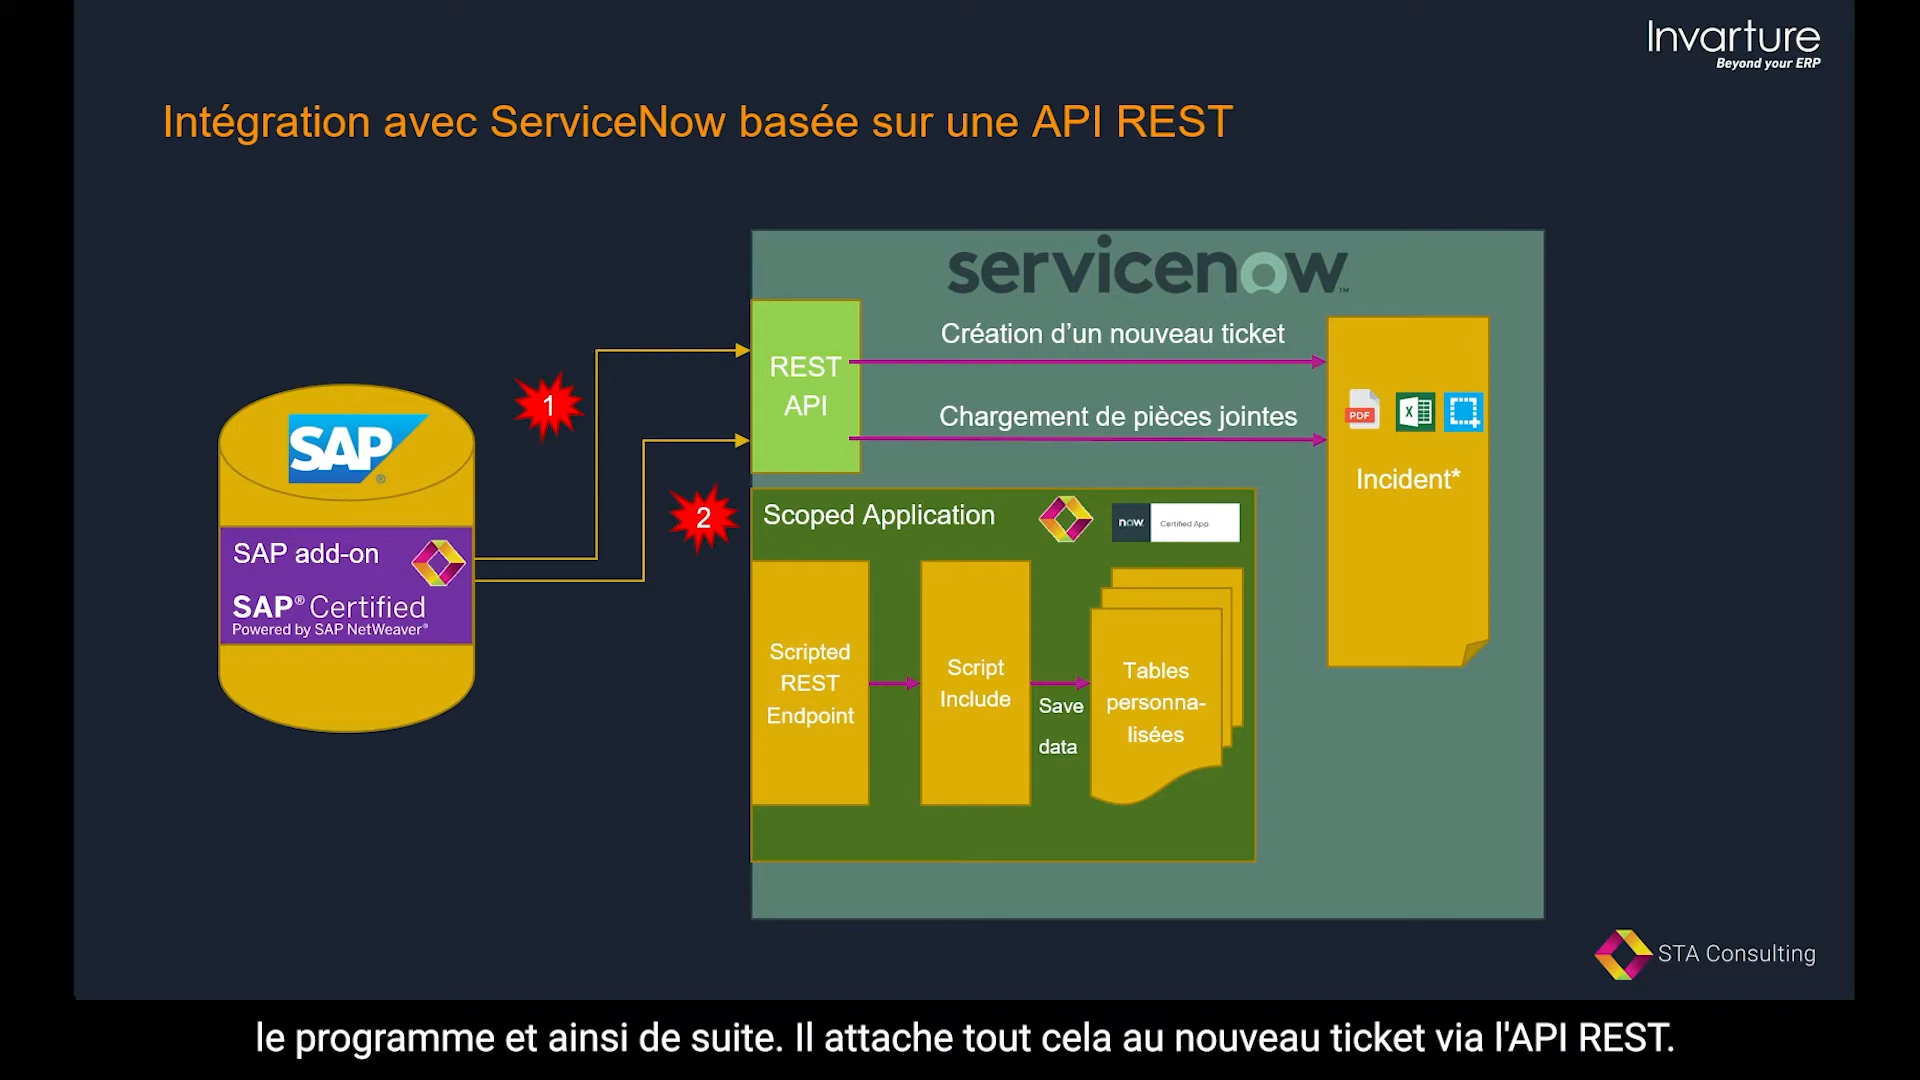 Invarture
Beyond your ERP
Intégration avec ServiceNow basée sur une API REST
servicenow™
Création d’un nouveau ticket
REST
API
1
Chargement de pièces jointes
PDF
X
SAP®
Incident*
2
Scoped Application
now
Certified App
SAP add-on
SAP® Certified
Powered by SAP NetWeaver®
Scripted
REST
Endpoint
Script
Include
Save
data
Tables
personna-
lisées
STA Consulting
le programme et ainsi de suite. Il attache tout cela au nouveau ticket via l'API REST.